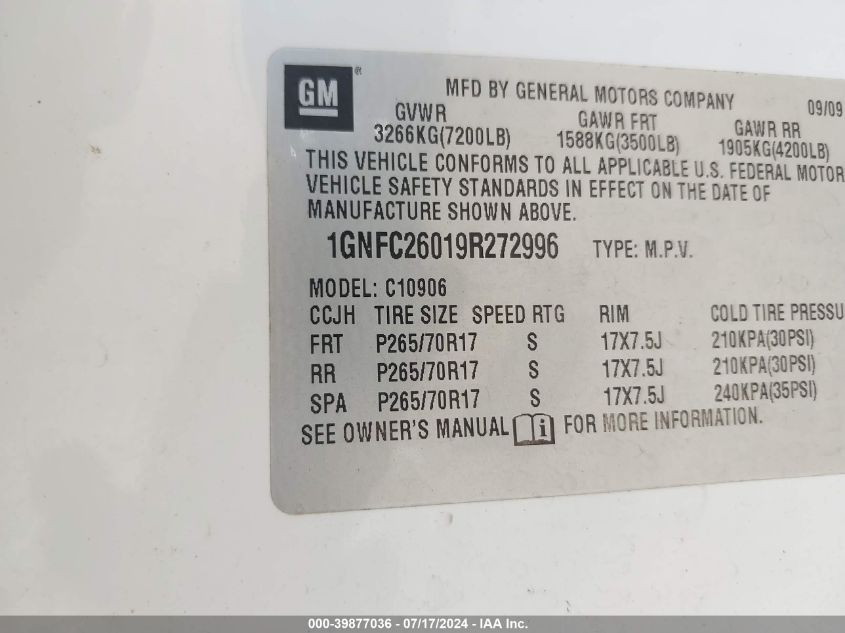 GM ®
MFD BY GENERAL MOTORS COMPANY 09/09
GVWR GAWR FRT GAWR RR
3266KG(7200LB) 1588KG(3500LB) 1905KG(4200LB)
THIS VEHICLE CONFORMS TO ALL APPLICABLE U.S. FEDERAL MOTOR
VEHICLE SAFETY STANDARDS IN EFFECT ON THE DATE OF
MANUFACTURE SHOWN ABOVE.
1GNFC26019R272996 TYPE: M.P.V.
MODEL: C10906
CCJH TIRE SIZE SPEED RTG RIM COLD TIRE PRESSU
FRT P265/70R17 S 17X7.5J 210KPA(30PSI)
RR P265/70R17 S 17X7.5J 210KPA(30PSI)
SPA P265/70R17 S 17X7.5J 240KPA(35PSI)
SEE OWNER'S MANUAL i FOR MORE INFORMATION.
000-39877036 - 07/17/2024 - IAA Inc.